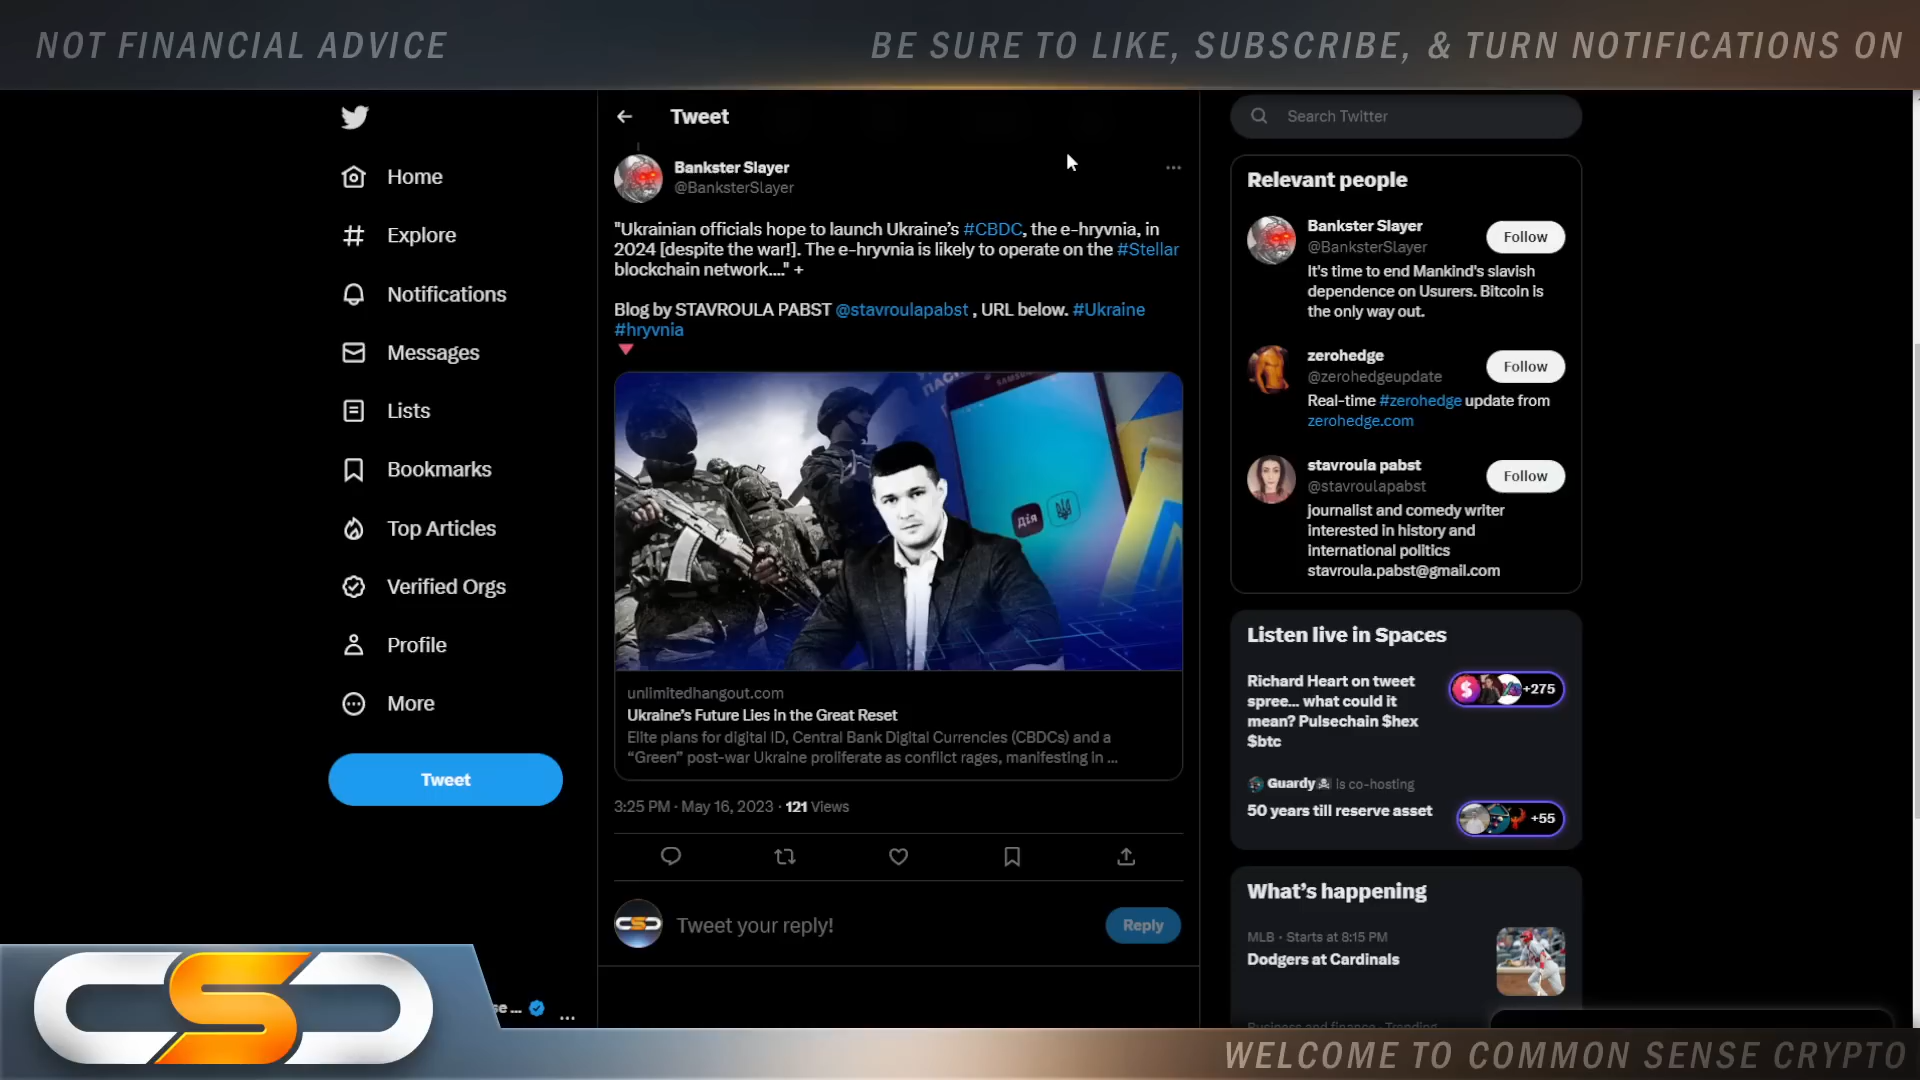 NOT FINANCIAL ADVICE
BE SURE TO LIKE, SUBSCRIBE, & TURN NOTIFICATIONS ON
Home
Explore
Notifications
Messages
Lists
Bookmarks
Top Articles
Verified Orgs
Profile
More
Tweet
Tweet
Bankster Slayer
@BanksterSlayer
"Ukrainian officials hope to launch Ukraine’s #CBDC, the e-hryvnia, in
2024 [despite the war!]. The e-hryvnia is likely to operate on the #Stellar
blockchain network...." +
Blog by STAVROULA PABST @stavroulapabst , URL below. #Ukraine
#hryvnia
SAMSUNG
Дія
unlimitedhangout.com
Ukraine’s Future Lies in the Great Reset
Elite plans for digital ID, Central Bank Digital Currencies (CBDCs) and a
“Green” post-war Ukraine proliferate as conflict rages, manifesting in ...
3:25 PM · May 16, 2023 · 121 Views
Tweet your reply!
Reply
Search Twitter
Relevant people
Bankster Slayer
@BanksterSlayer
Follow
It's time to end Mankind's slavish
dependence on Usurers. Bitcoin is
the only way out.
zerohedge
@zerohedgeupdate
Follow
Real-time #zerohedge update from
zerohedge.com
stavroula pabst
@stavroulapabst
Follow
journalist and comedy writer
interested in history and
international politics
stavroula.pabst@gmail.com
Listen live in Spaces
Richard Heart on tweet
spree... what could it
mean? Pulsechain $hex
$btc
+275
Guardy is co-hosting
50 years till reserve asset
+55
What’s happening
MLB · Starts at 8:15 PM
Dodgers at Cardinals
Business and finance · Trending
se ...
CSC
WELCOME TO COMMON SENSE CRYPTO